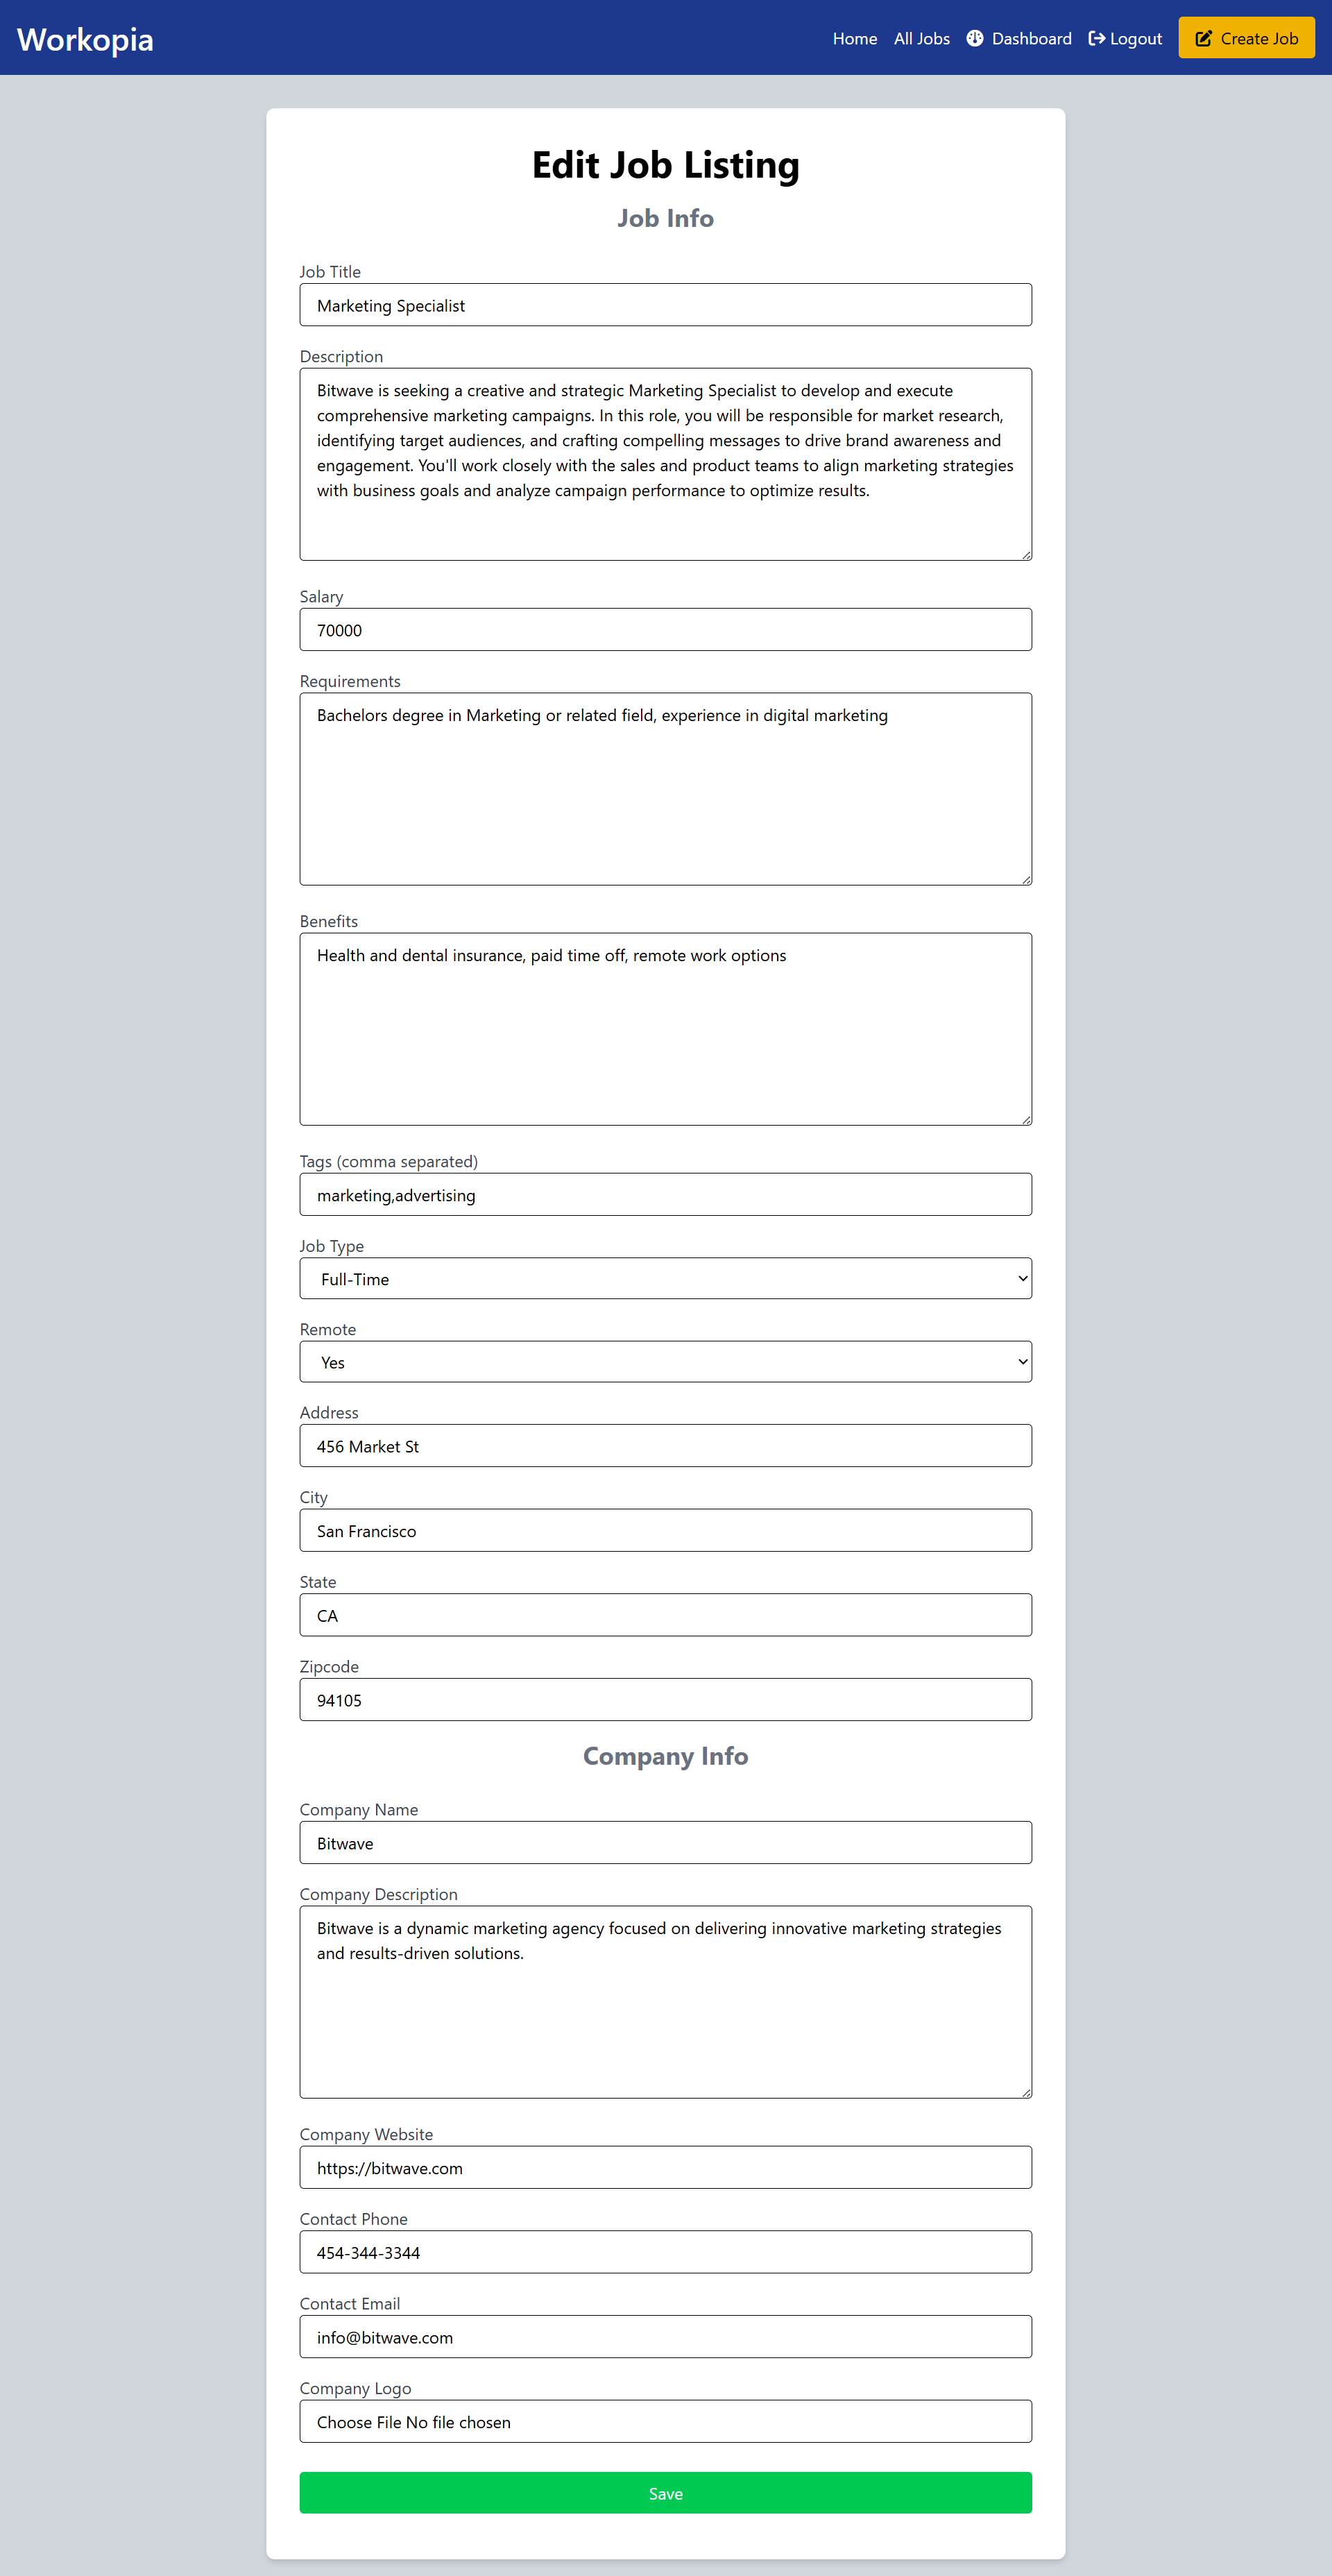 Workopia
Home All Jobs Dashboard Logout Create Job
Edit Job Listing
Job Info
Job Title
Marketing Specialist
Description
Bitwave is seeking a creative and strategic Marketing Specialist to develop and execute
comprehensive marketing campaigns. In this role, you will be responsible for market research,
identifying target audiences, and crafting compelling messages to drive brand awareness and
engagement. You'll work closely with the sales and product teams to align marketing strategies
with business goals and analyze campaign performance to optimize results.
Salary
70000
Requirements
Bachelors degree in Marketing or related field, experience in digital marketing
Benefits
Health and dental insurance, paid time off, remote work options
Tags (comma separated)
marketing,advertising
Job Type
Full-Time
Remote
Yes
Address
456 Market St
City
San Francisco
State
CA
Zipcode
94105
Company Info
Company Name
Bitwave
Company Description
Bitwave is a dynamic marketing agency focused on delivering innovative marketing strategies
and results-driven solutions.
Company Website
https://bitwave.com
Contact Phone
454-344-3344
Contact Email
info@bitwave.com
Company Logo
Choose File No file chosen
Save